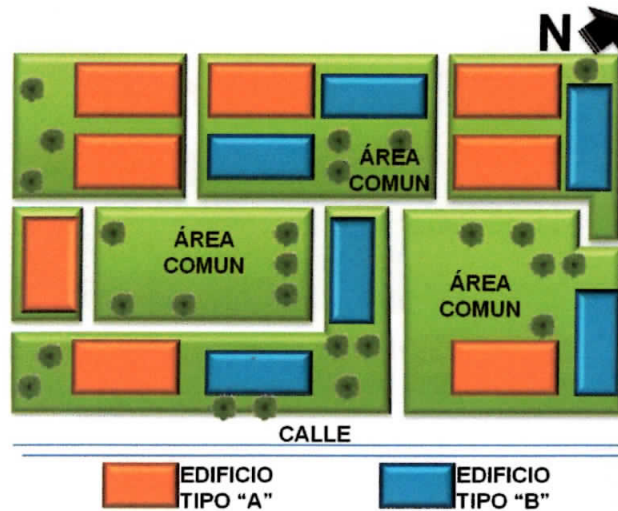 N
ÁREA
COMUN
ÁREA
COMUN
ÁREA
COMUN
CALLE
EDIFICIO
TIPO “A”
EDIFICIO
TIPO “B”